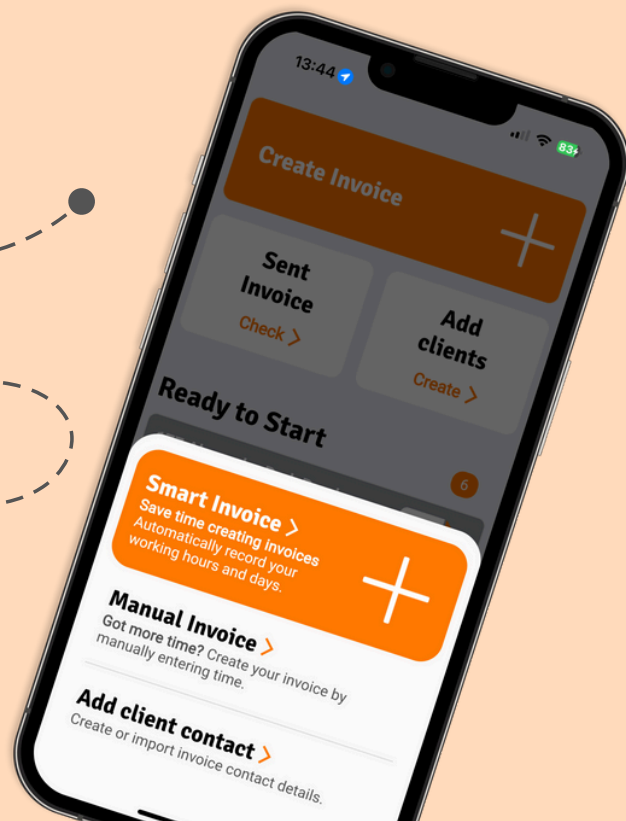 13:44
83
Create Invoice
Sent
Invoice
Check
Add
clients
Create
Ready to Start
6
Smart Invoice
Save time creating invoices
Automatically record your
working hours and days.
Manual Invoice
Got more time? Create your invoice by
manually entering time.
Add client contact
Create or import invoice contact details.